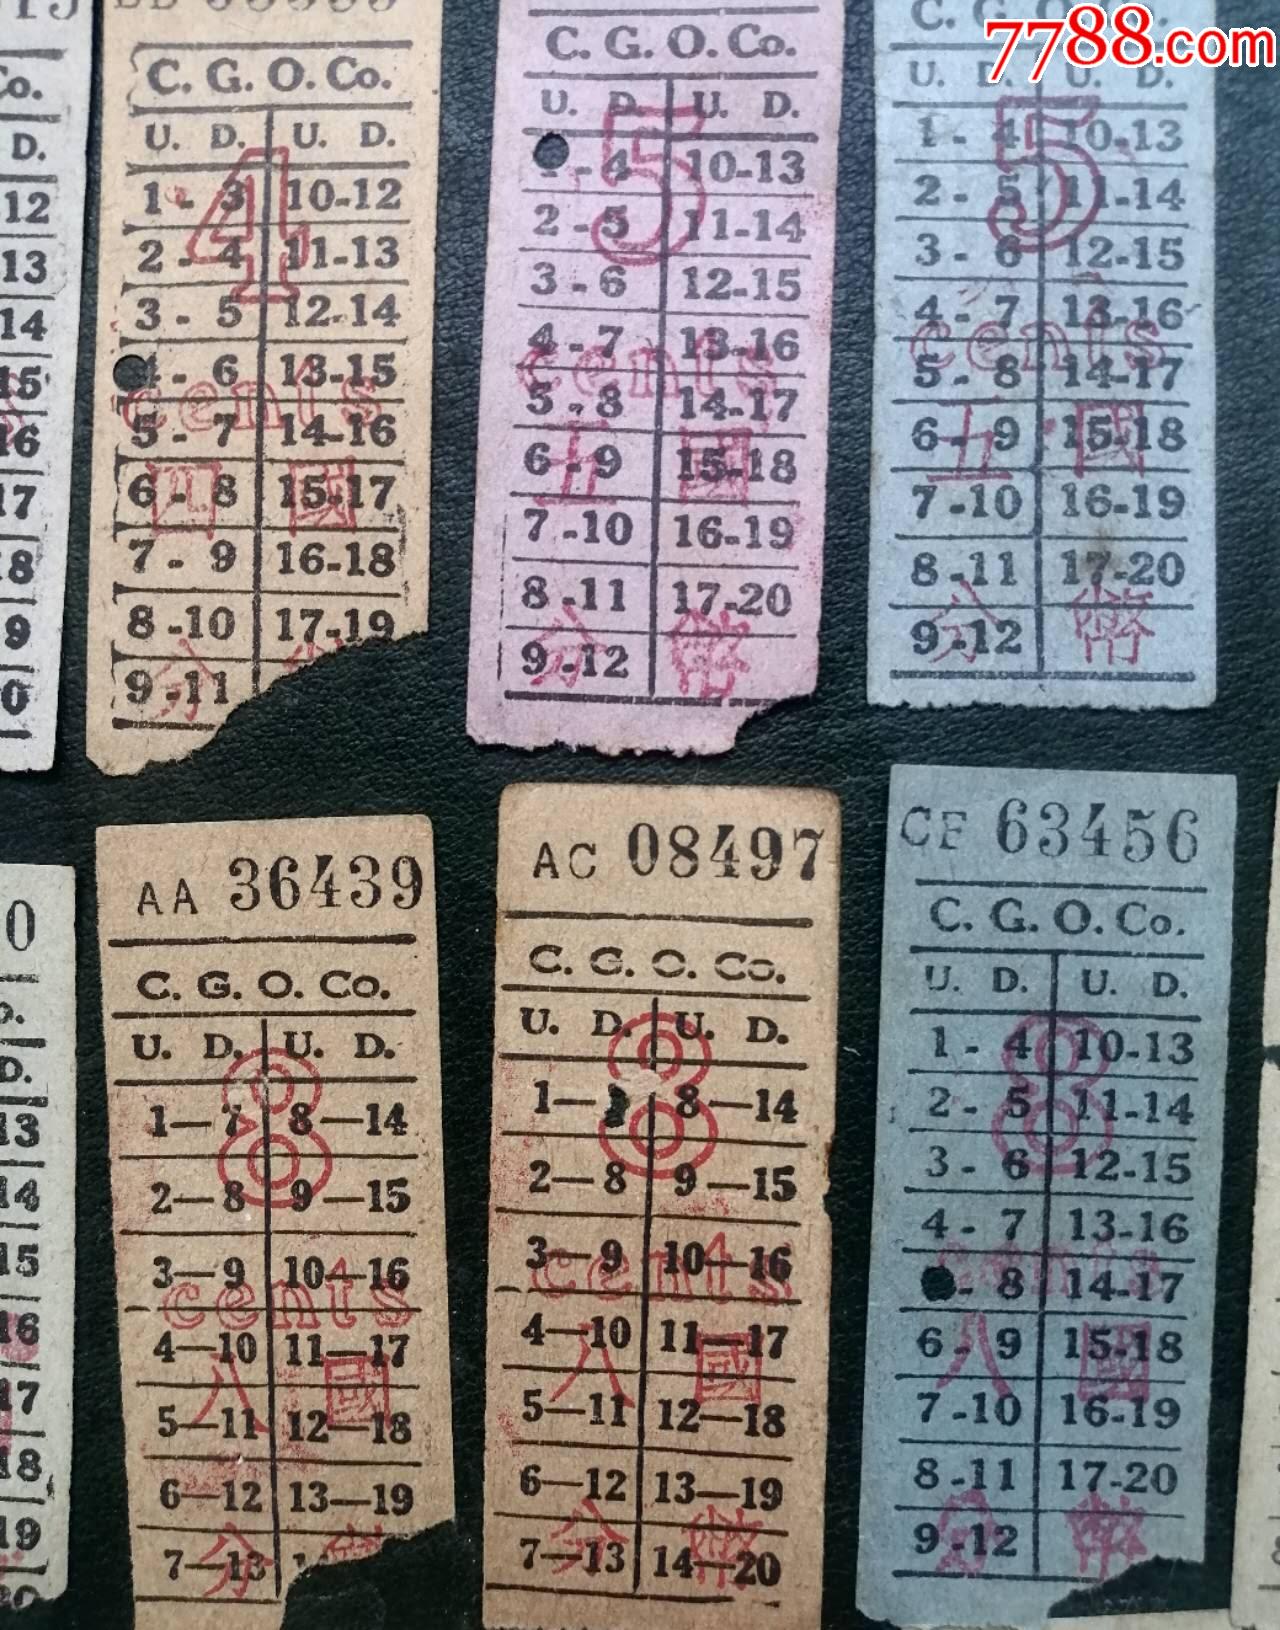 7788.com
C. G. O. Co.
U. D. U. D.
1 - 3 10-12
2 - 4 11-13
3 - 5 12-14
4 - 6 13-15
5 - 7 14-16
6 - 8 15-17
7 - 9 16-18
8 -10 17-19
9 -11
4
cents
四 國
分
C. G. O. Co.
U. D. U. D.
- 4 10-13
2 - 5 11-14
3 - 6 12-15
4 - 7 13-16
5 - 8 14-17
6 - 9 15-18
7 -10 16-19
8 -11 17-20
9 -12
5
cents
五 國
分 幣
U. D. U. D.
1 - 4 10-13
2 - 5 11-14
3 - 6 12-15
4 - 7 13-16
5 - 8 14-17
6 - 9 15-18
7 -10 16-19
8 -11 17-20
9 -12
5
cents
五 國
分 幣
AA 36439
C. G. O. Co.
U. D. U. D.
1—7 8—14
2—8 9—15
3—9 10—16
4—10 11—17
5—11 12—18
6—12 13—19
7—13
8
cents
八 國
分 幣
AC 08497
C. G. O. Co.
U. D. U. D.
1— 8—14
2—8 9—15
3—9 10—16
4—10 11—17
5—11 12—18
6—12 13—19
7—13 14—20
8
cents
八 國
分 幣
CF 63456
C. G. O. Co.
U. D. U. D.
1 - 4 10-13
2 - 5 11-14
3 - 6 12-15
4 - 7 13-16
- 8 14-17
6 - 9 15-18
7 -10 16-19
8 -11 17-20
9 -12
8
cents
八 國
分 幣